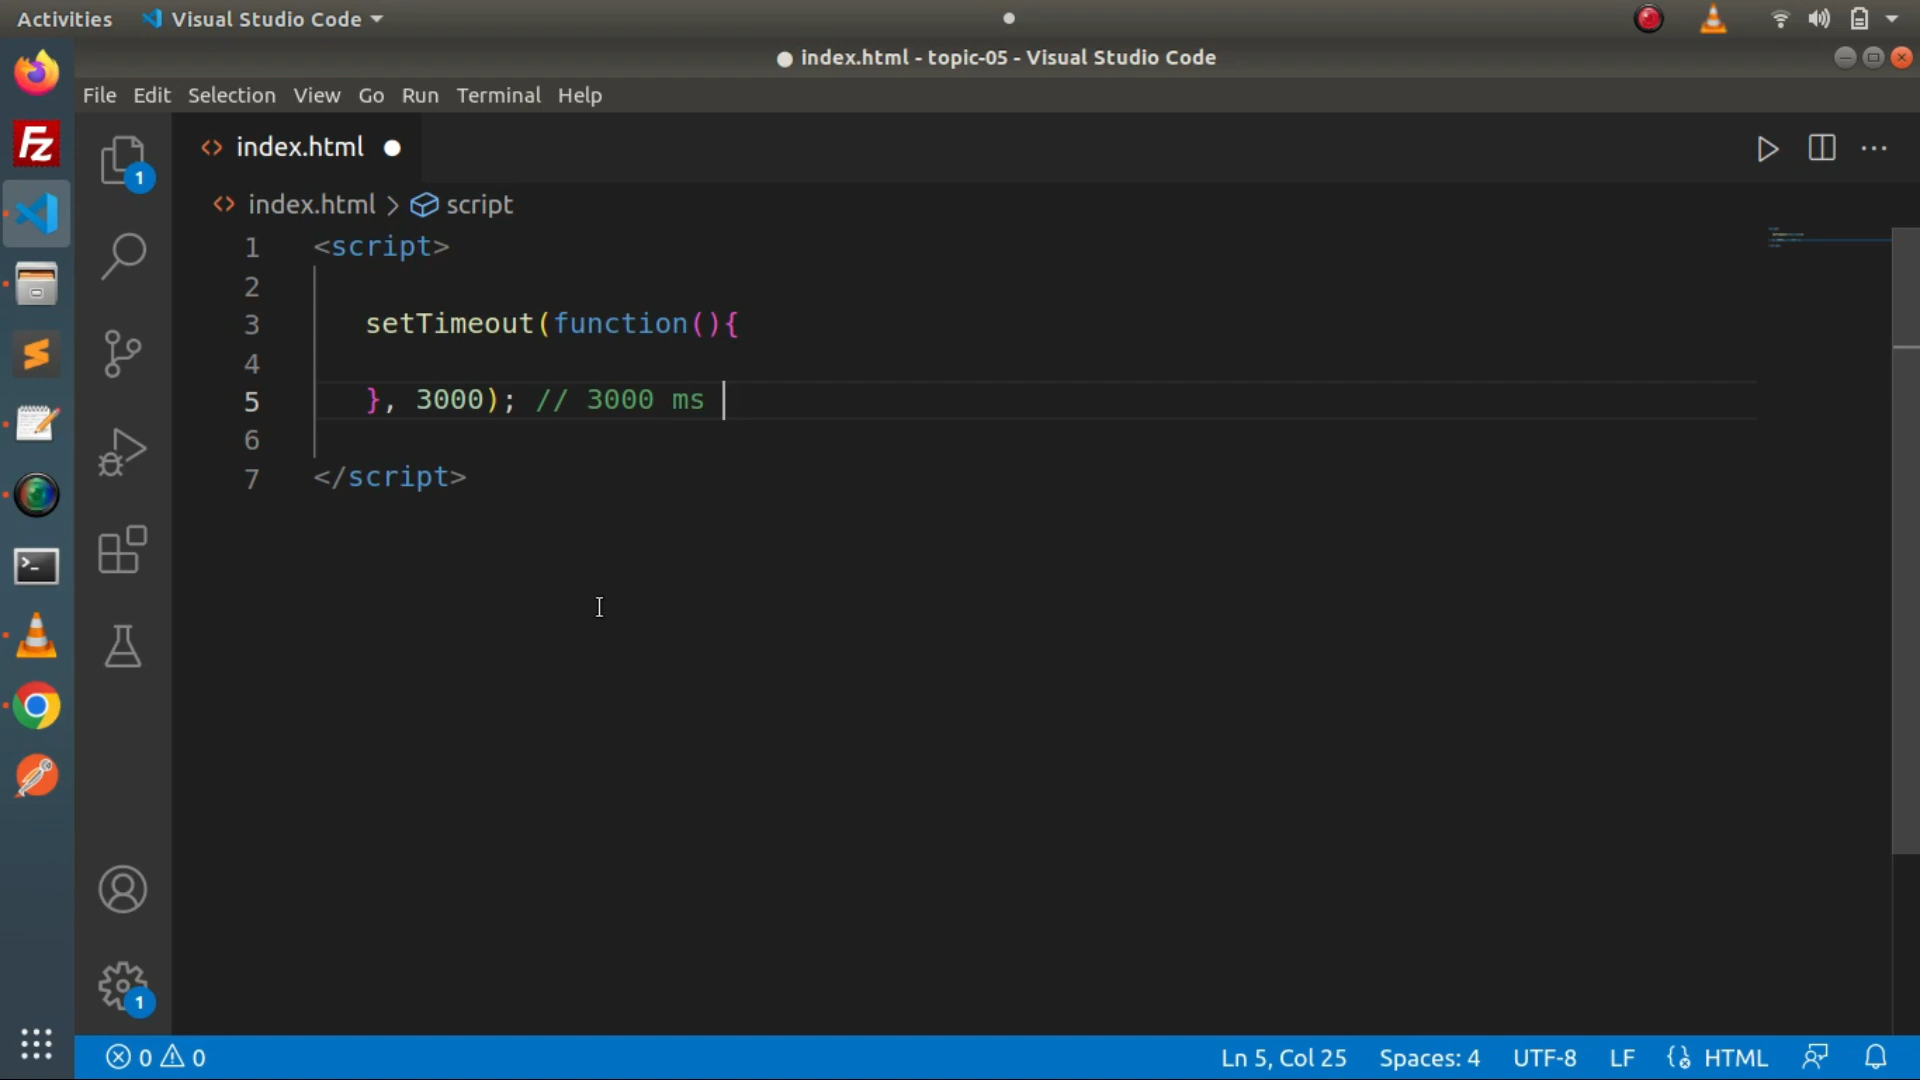 Activities Visual Studio Code
index.html - topic-05 - Visual Studio Code
File Edit Selection View Go Run Terminal Help
index.html
index.html > script
1 <script>
2
3 setTimeout(function(){
4
5 }, 3000); // 3000 ms
6
7 </script>
1
1
0 0
Ln 5, Col 25 Spaces: 4 UTF-8 LF HTML